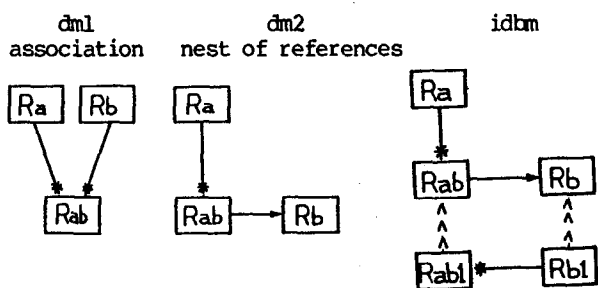 dm1 dm2 idbm
association nest of references
Ra Rb Ra Ra
Rab Rab Rb Rab Rb
Rab1 Rb1